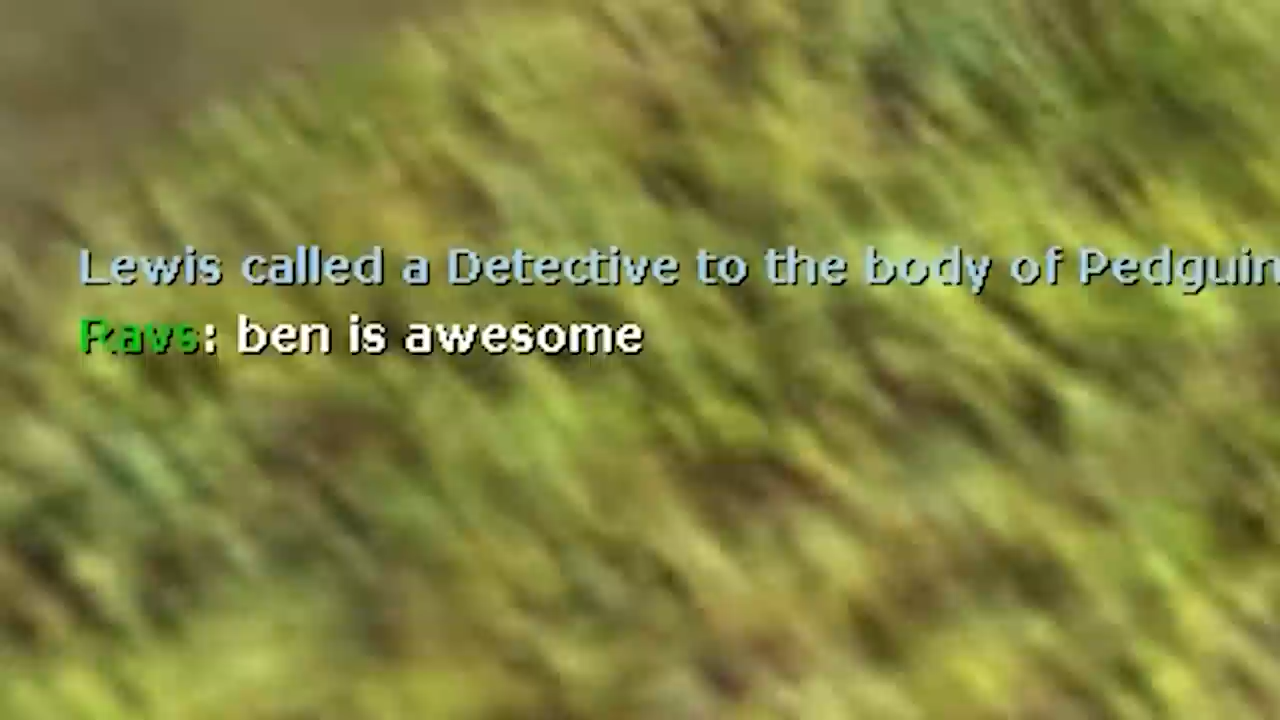 Lewis called a Detective to the body of Pedguin
Ravs: ben is awesome